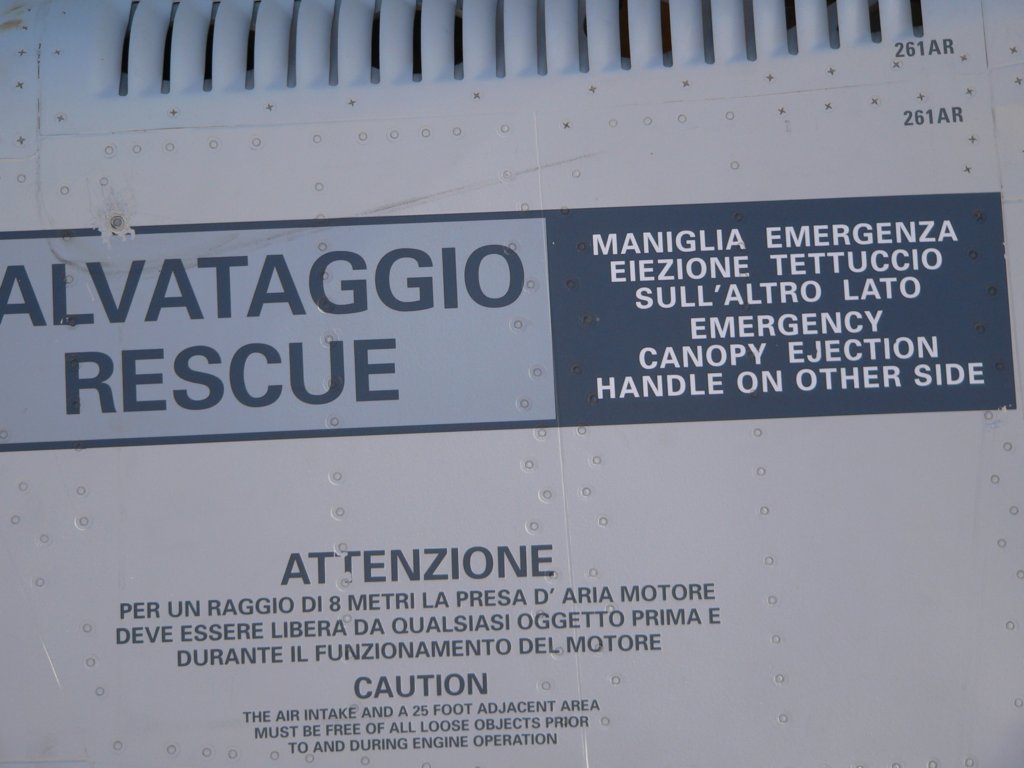 261AR
261AR
ALVATAGGIO
RESCUE
MANIGLIA EMERGENZA
EIEZIONE TETTUCCIO
SULL'ALTRO LATO
EMERGENCY
CANOPY EJECTION
HANDLE ON OTHER SIDE
ATTENZIONE
PER UN RAGGIO DI 8 METRI LA PRESA D' ARIA MOTORE
DEVE ESSERE LIBERA DA QUALSIASI OGGETTO PRIMA E
DURANTE IL FUNZIONAMENTO DEL MOTORE
CAUTION
THE AIR INTAKE AND A 25 FOOT ADJACENT AREA
MUST BE FREE OF ALL LOOSE OBJECTS PRIOR
TO AND DURING ENGINE OPERATION